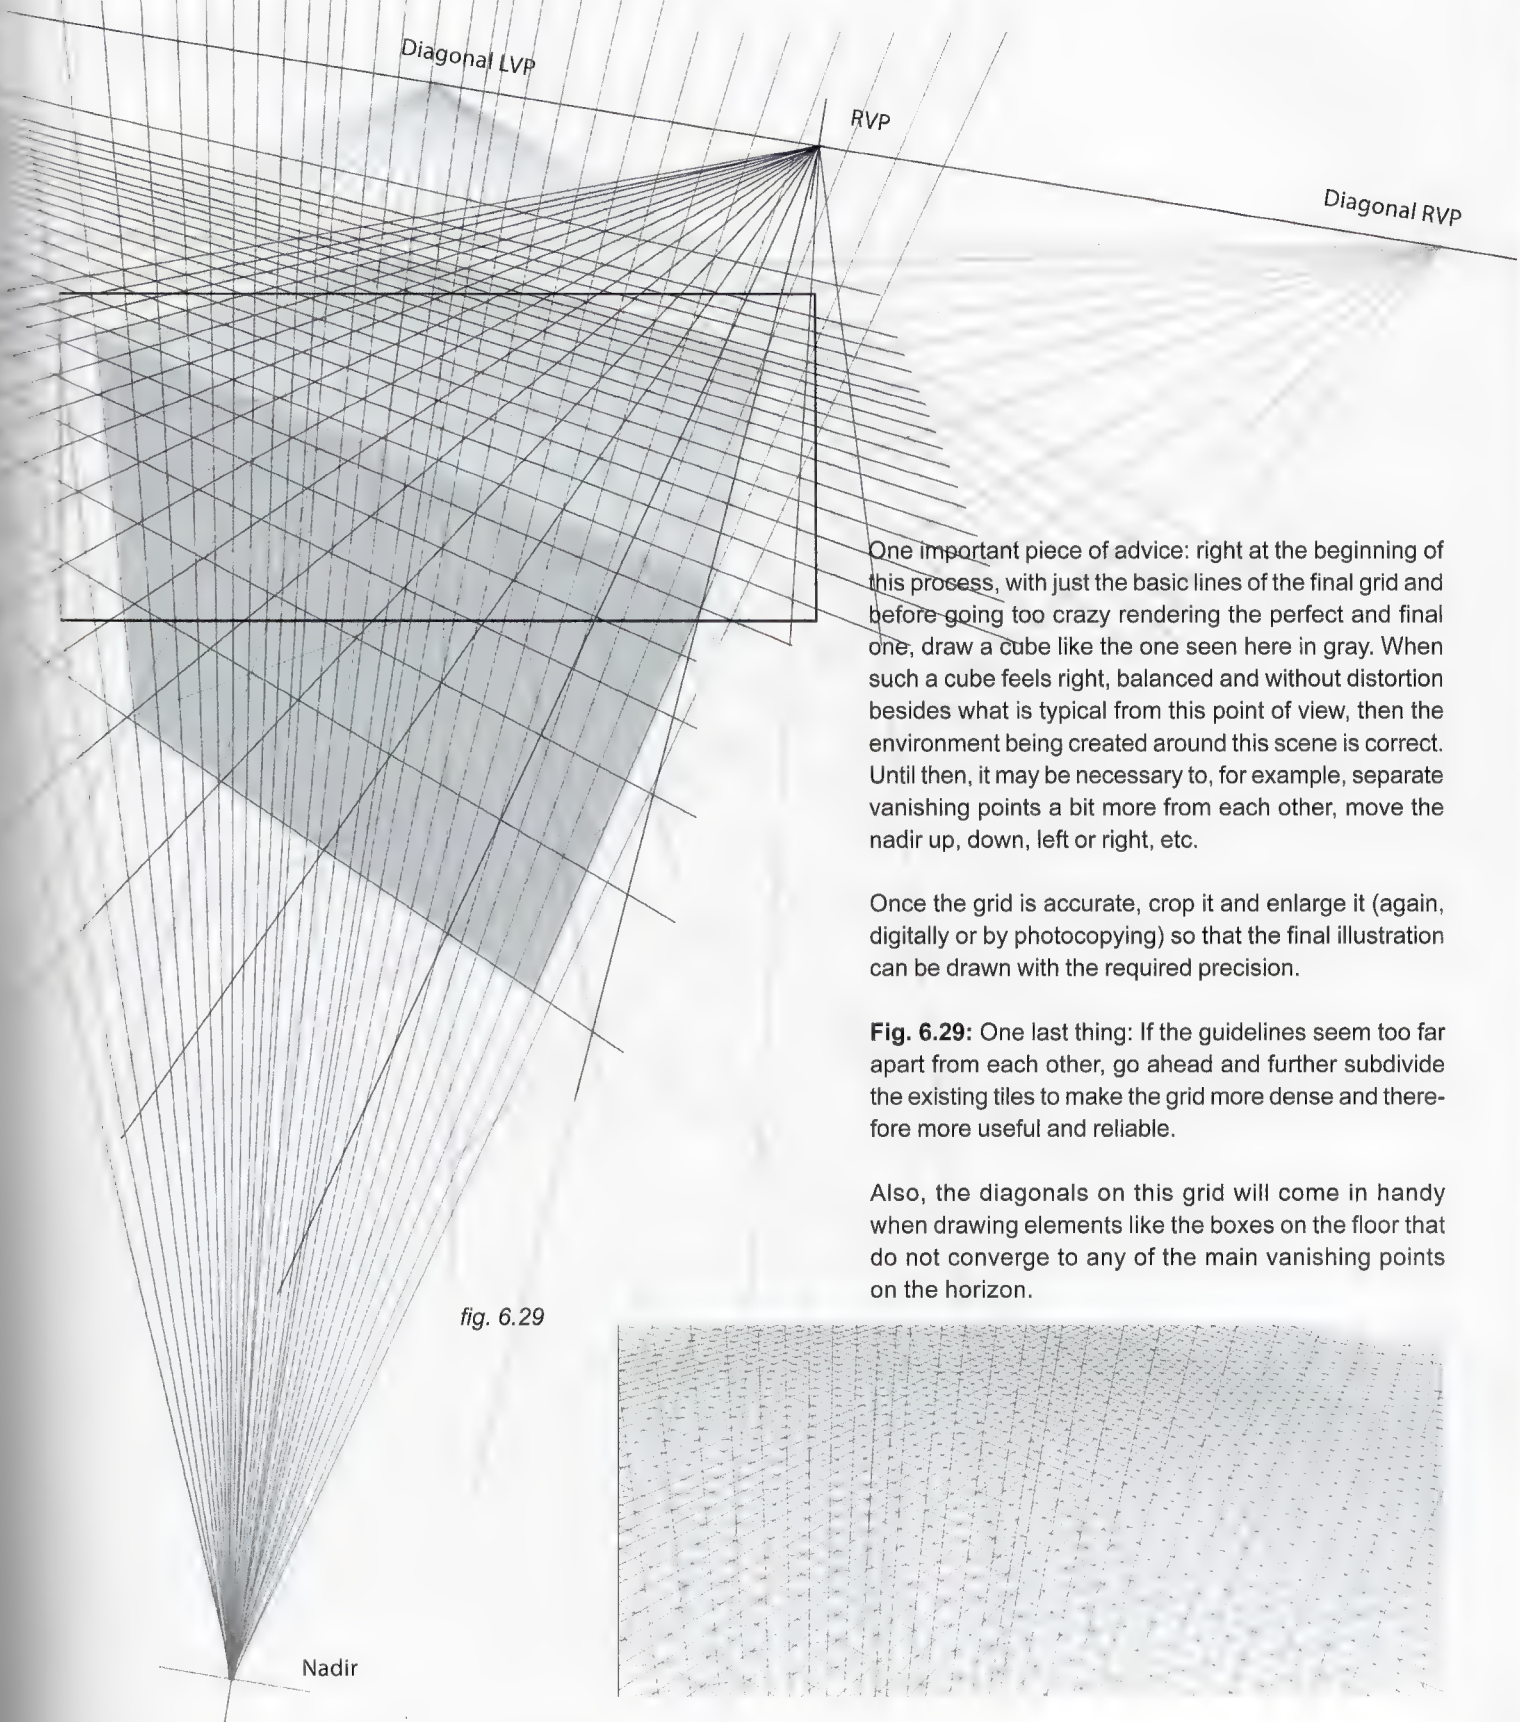 Diagonal LVP
RVP
Diagonal RVP
One important piece of advice: right at the beginning of
this process, with just the basic lines of the final grid and
before going too crazy rendering the perfect and final
one, draw a cube like the one seen here in gray. When
such a cube feels right, balanced and without distortion
besides what is typical from this point of view, then the
environment being created around this scene is correct.
Until then, it may be necessary to, for example, separate
vanishing points a bit more from each other, move the
nadir up, down, left or right, etc.
Once the grid is accurate, crop it and enlarge it (again,
digitally or by photocopying) so that the final illustration
can be drawn with the required precision.
Fig. 6.29: One last thing: If the guidelines seem too far
apart from each other, go ahead and further subdivide
the existing tiles to make the grid more dense and there-
fore more useful and reliable.
Also, the diagonals on this grid will come in handy
when drawing elements like the boxes on the floor that
do not converge to any of the main vanishing points
on the horizon.
fig. 6.29
Nadir